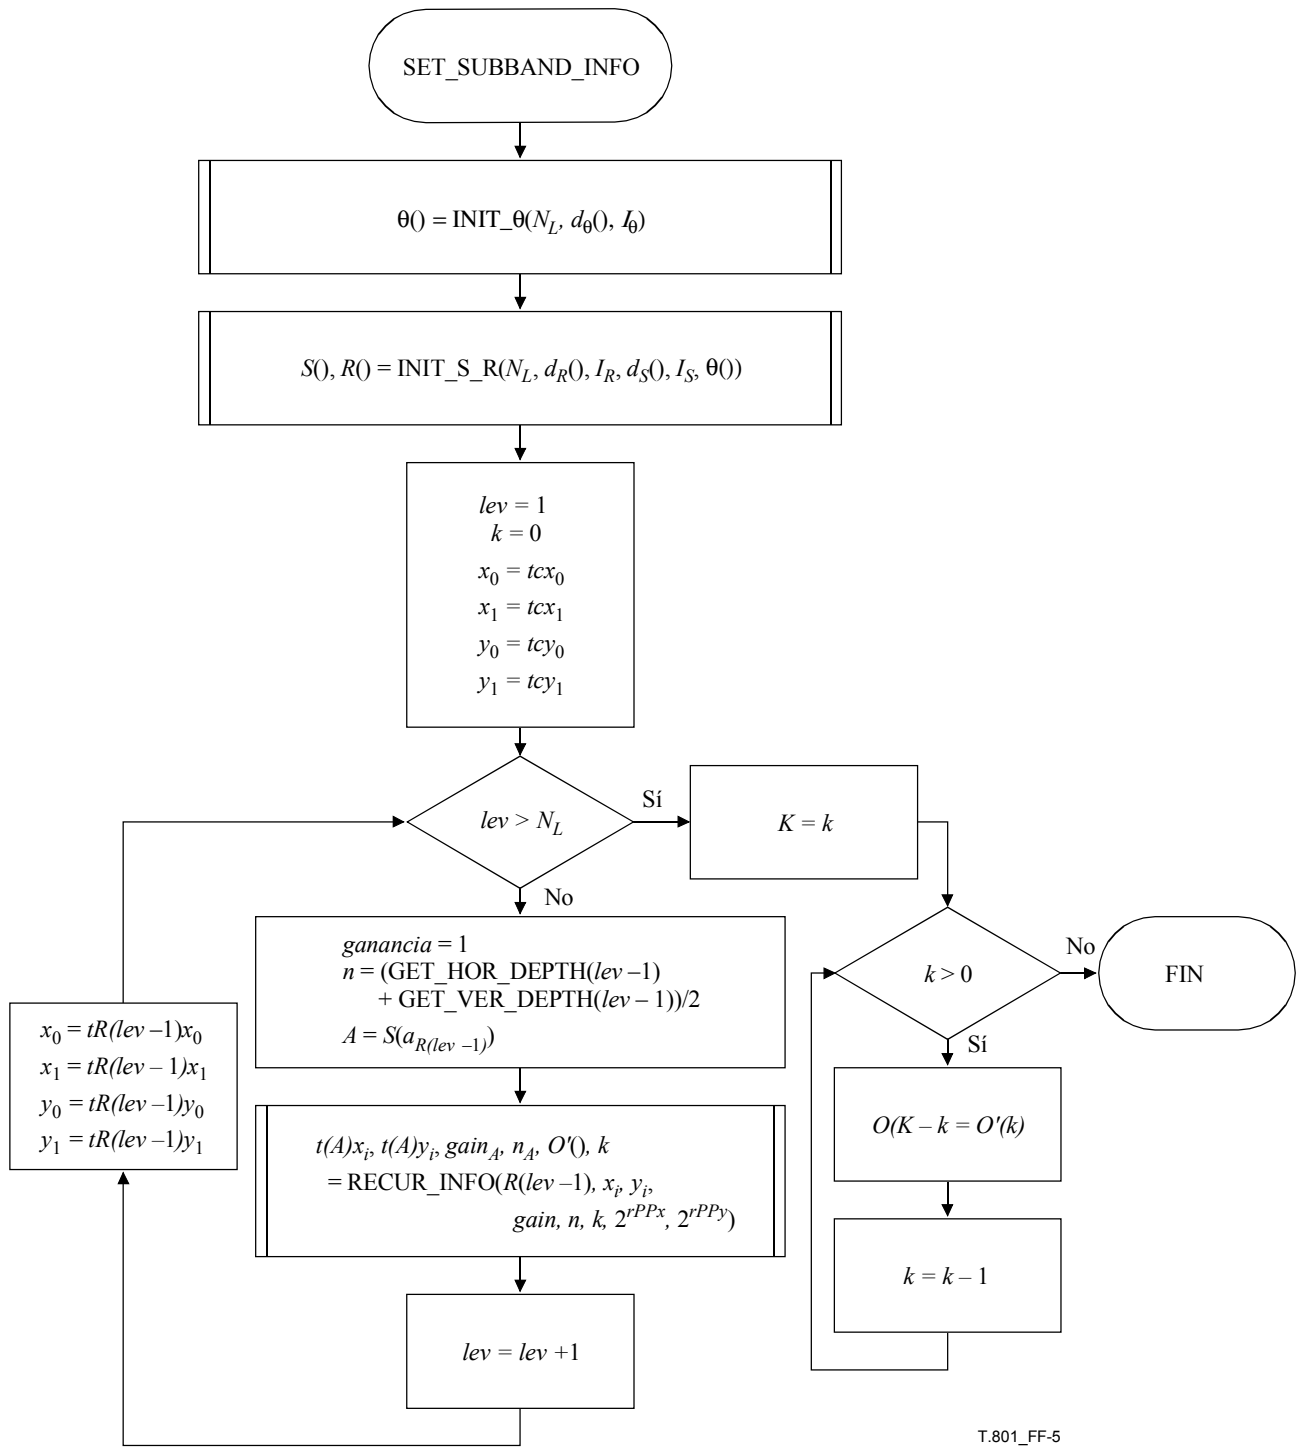 SET_SUBBAND_INFO
θ() = INIT_θ(N_L, d_θ(), I_θ)
S(), R() = INIT_S_R(N_L, d_R(), I_R, d_S(), I_S, θ())
lev = 1
k = 0
x_0 = tcx_0
x_1 = tcx_1
y_0 = tcy_0
y_1 = tcy_1
lev > N_L
Sí
K = k
No
ganancia = 1
n = (GET_HOR_DEPTH(lev –1)
+ GET_VER_DEPTH(lev – 1))/2
A = S(a_R(lev –1))
k > 0
No
FIN
Sí
x_0 = tR(lev –1)x_0
x_1 = tR(lev – 1)x_1
y_0 = tR(lev –1)y_0
y_1 = tR(lev –1)y_1
t(A)x_i, t(A)y_i, gain_A, n_A, O'(), k
= RECUR_INFO(R(lev –1), x_i, y_i,
gain, n, k, 2^rPPx, 2^rPPy)
O(K – k = O'(k)
k = k – 1
lev = lev +1
T.801_FF-5